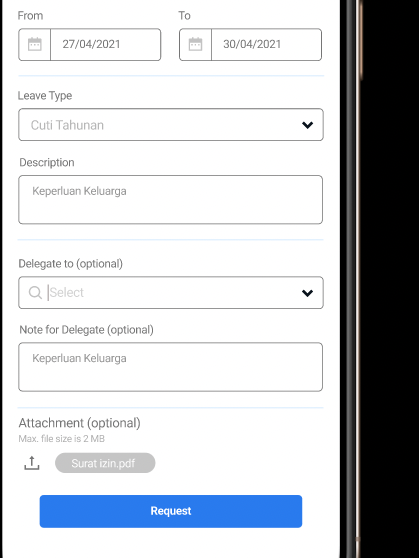 From
To
27/04/2021
30/04/2021
Leave Type
Cuti Tahunan
Description
Keperluan Keluarga
Delegate to (optional)
Select
Note for Delegate (optional)
Keperluan Keluarga
Attachment (optional)
Max. file size is 2 MB
Surat izin.pdf
Request